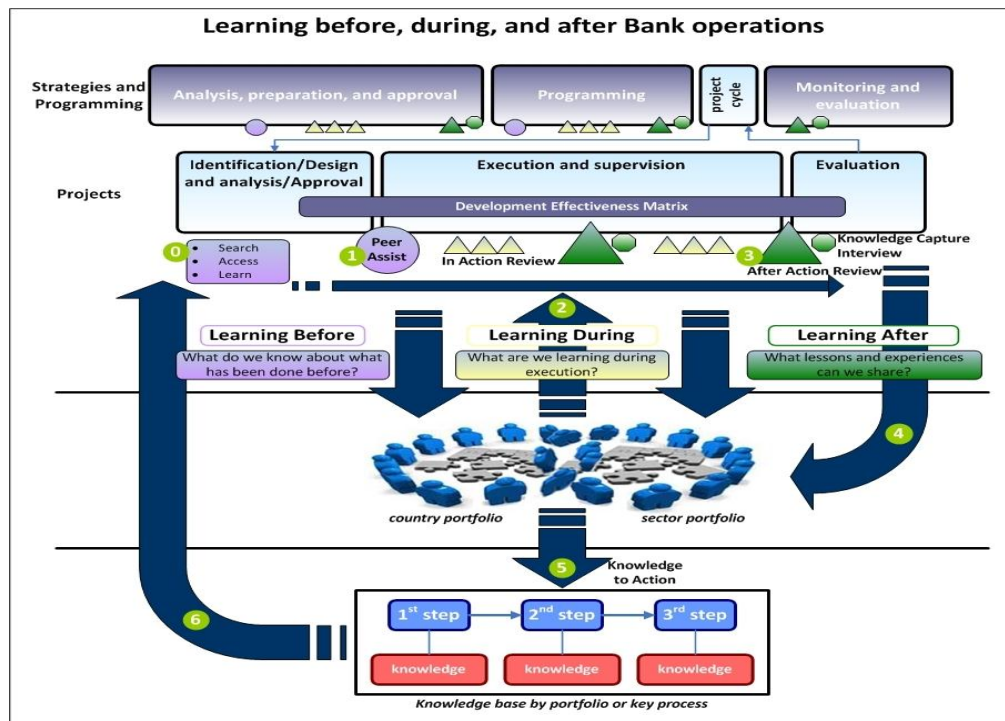 Learning before, during, and after Bank operations
Strategies and
Programming
Analysis, preparation, and approval
Programming
project
cycle
Monitoring and
evaluation
Projects
Identification/Design
and analysis/Approval
Execution and supervision
Evaluation
Development Effectiveness Matrix
0
• Search
• Access
• Learn
1
Peer
Assist
In Action Review
3
After Action Review
Knowledge Capture
Interview
2
Learning Before
What do we know about what
has been done before?
Learning During
What are we learning during
execution?
Learning After
What lessons and experiences
can we share?
4
country portfolio
sector portfolio
5
Knowledge
to Action
6
1st step
2nd step
3rd step
knowledge
knowledge
knowledge
Knowledge base by portfolio or key process